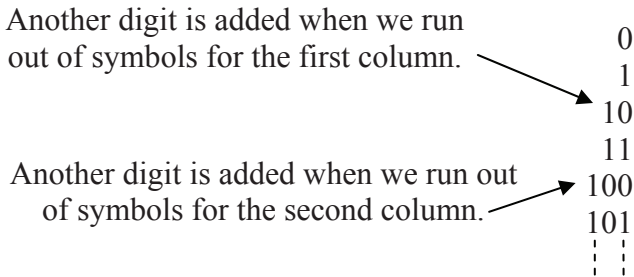 Another digit is added when we run
out of symbols for the first column.
0
1
10
11
Another digit is added when we run out
of symbols for the second column.
100
101